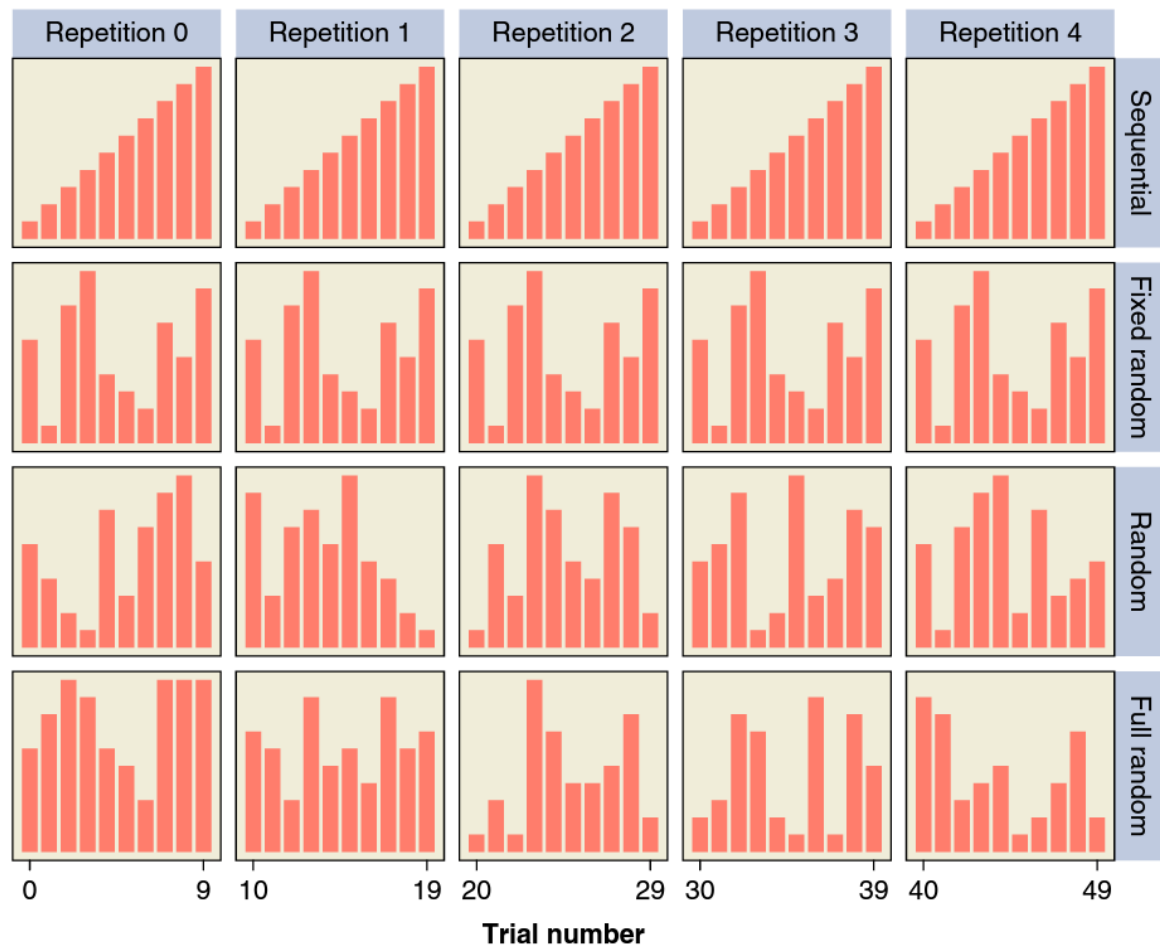 Repetition 0
Repetition 1
Repetition 2
Repetition 3
Repetition 4
Sequential
Fixed random
Random
Full random
0
9
10
19
20
29
30
39
40
49
Trial number